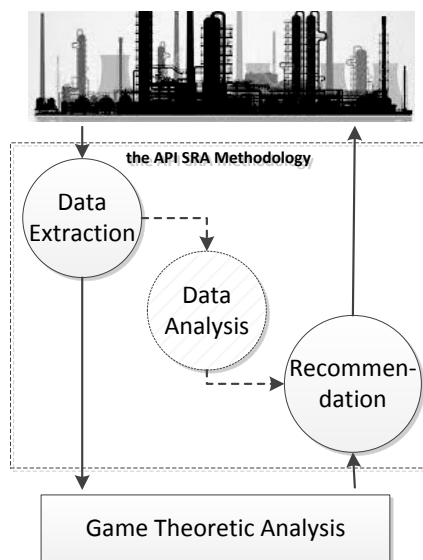 the API SRA Methodology
Data
Extraction
Data
Analysis
Recommen-
dation
Game Theoretic Analysis